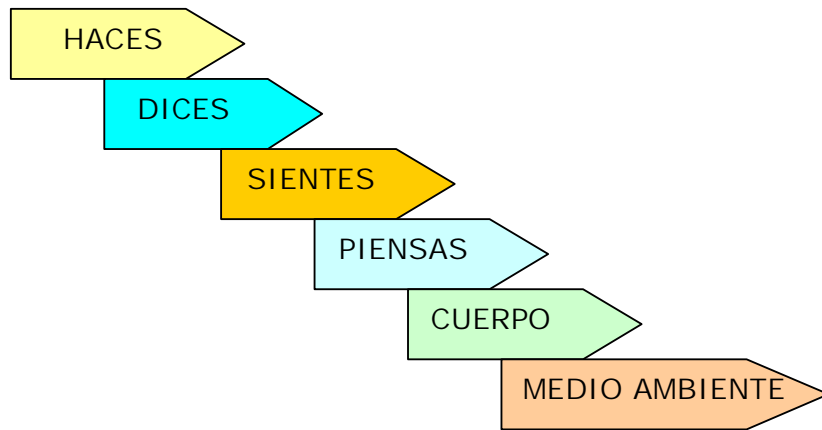 HACES
DICES
SIENTES
PIENSAS
CUERPO
MEDIO AMBIENTE